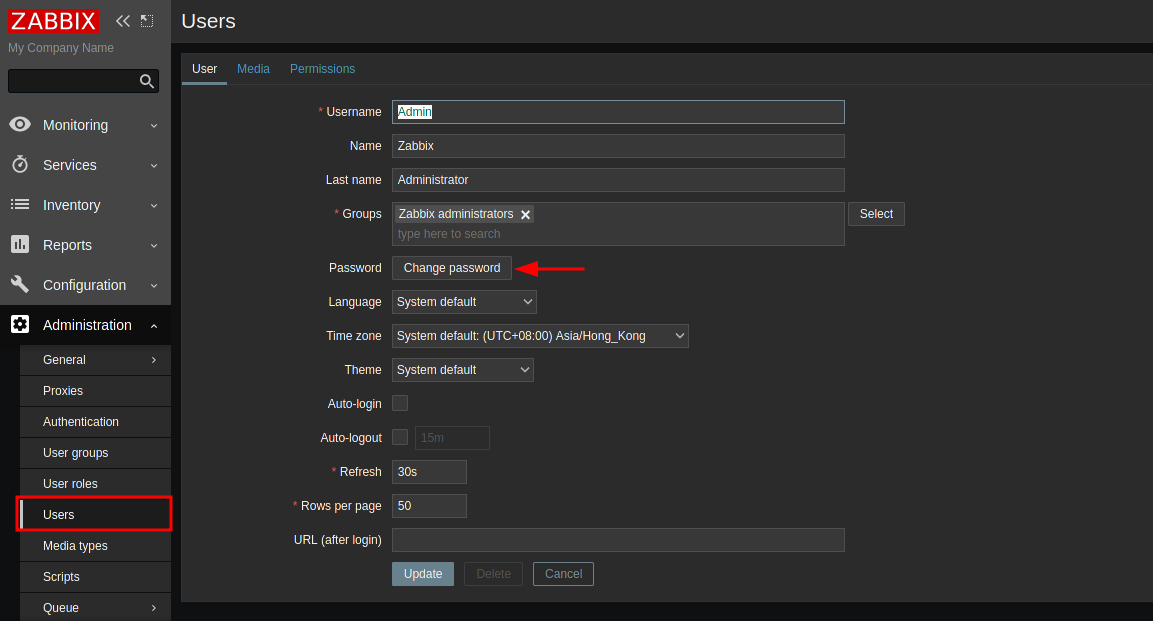 ZABBIX
My Company Name
Monitoring
Services
Inventory
Reports
Configuration
Administration
General
Proxies
Authentication
User groups
User roles
Users
Media types
Scripts
Queue
Users
User Media Permissions
* Username Admin
Name Zabbix
Last name Administrator
* Groups Zabbix administrators Select
type here to search
Password Change password
Language System default
Time zone System default: (UTC+08:00) Asia/Hong_Kong
Theme System default
Auto-login
Auto-logout 15m
* Refresh 30s
* Rows per page 50
URL (after login)
Update Delete Cancel